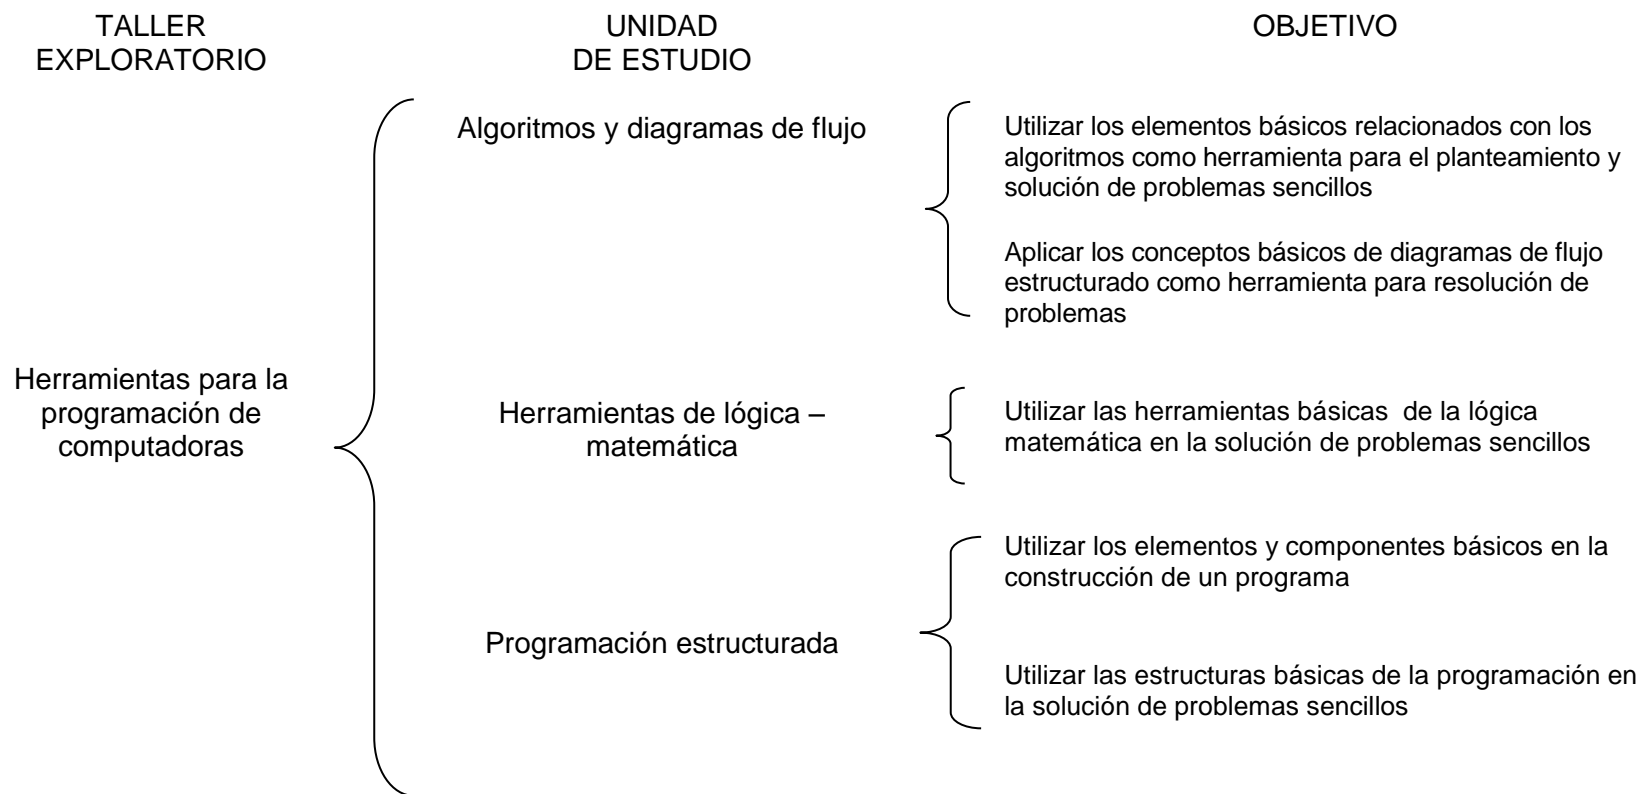 TALLER
EXPLORATORIO
UNIDAD
DE ESTUDIO
OBJETIVO
Algoritmos y diagramas de flujo
Utilizar los elementos básicos relacionados con los
algoritmos como herramienta para el planteamiento y
solución de problemas sencillos
Aplicar los conceptos básicos de diagramas de flujo
estructurado como herramienta para resolución de
problemas
Herramientas para la
programación de
computadoras
Herramientas de lógica –
matemática
Utilizar las herramientas básicas  de la lógica
matemática en la solución de problemas sencillos
Programación estructurada
Utilizar los elementos y componentes básicos en la
construcción de un programa
Utilizar las estructuras básicas de la programación en
la solución de problemas sencillos